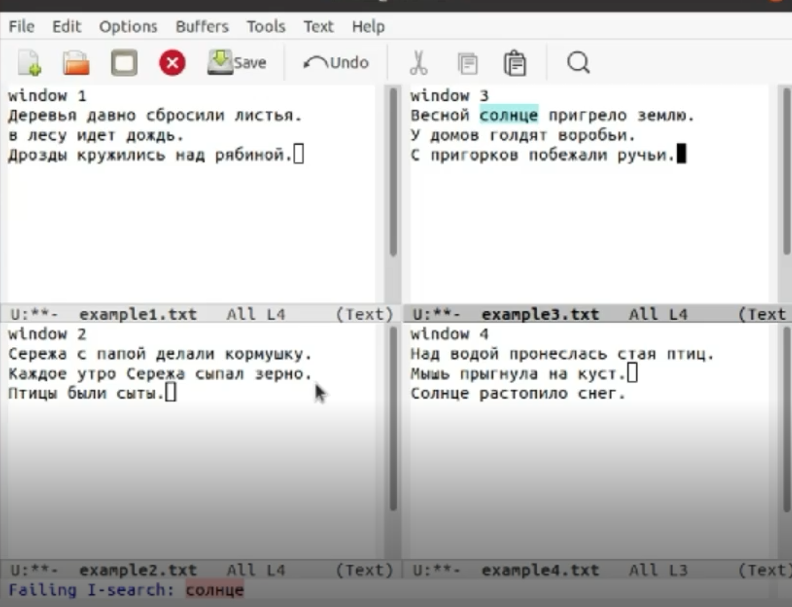 File Edit Options Buffers Tools Text Help
Save Undo
window 1
Деревья давно сбросили листья.
в лесу идет дождь.
Дрозды кружились над рябиной.
U:**- example1.txt All L4 (Text)
window 3
Весной солнце пригрело землю.
У домов голдят воробьи.
С пригорков побежали ручьи.
U:**- example3.txt All L4 (Text
window 2
Сережа с папой делали кормушку.
Каждое утро Сережа сыпал зерно.
Птицы были сыты.
U:**- example2.txt All L4 (Text)
window 4
Над водой пронеслась стая птиц.
Мышь прыгнула на куст.
Солнце растопило снег.
U:**- example4.txt All L3 (Text)
Failing I-search: солнце